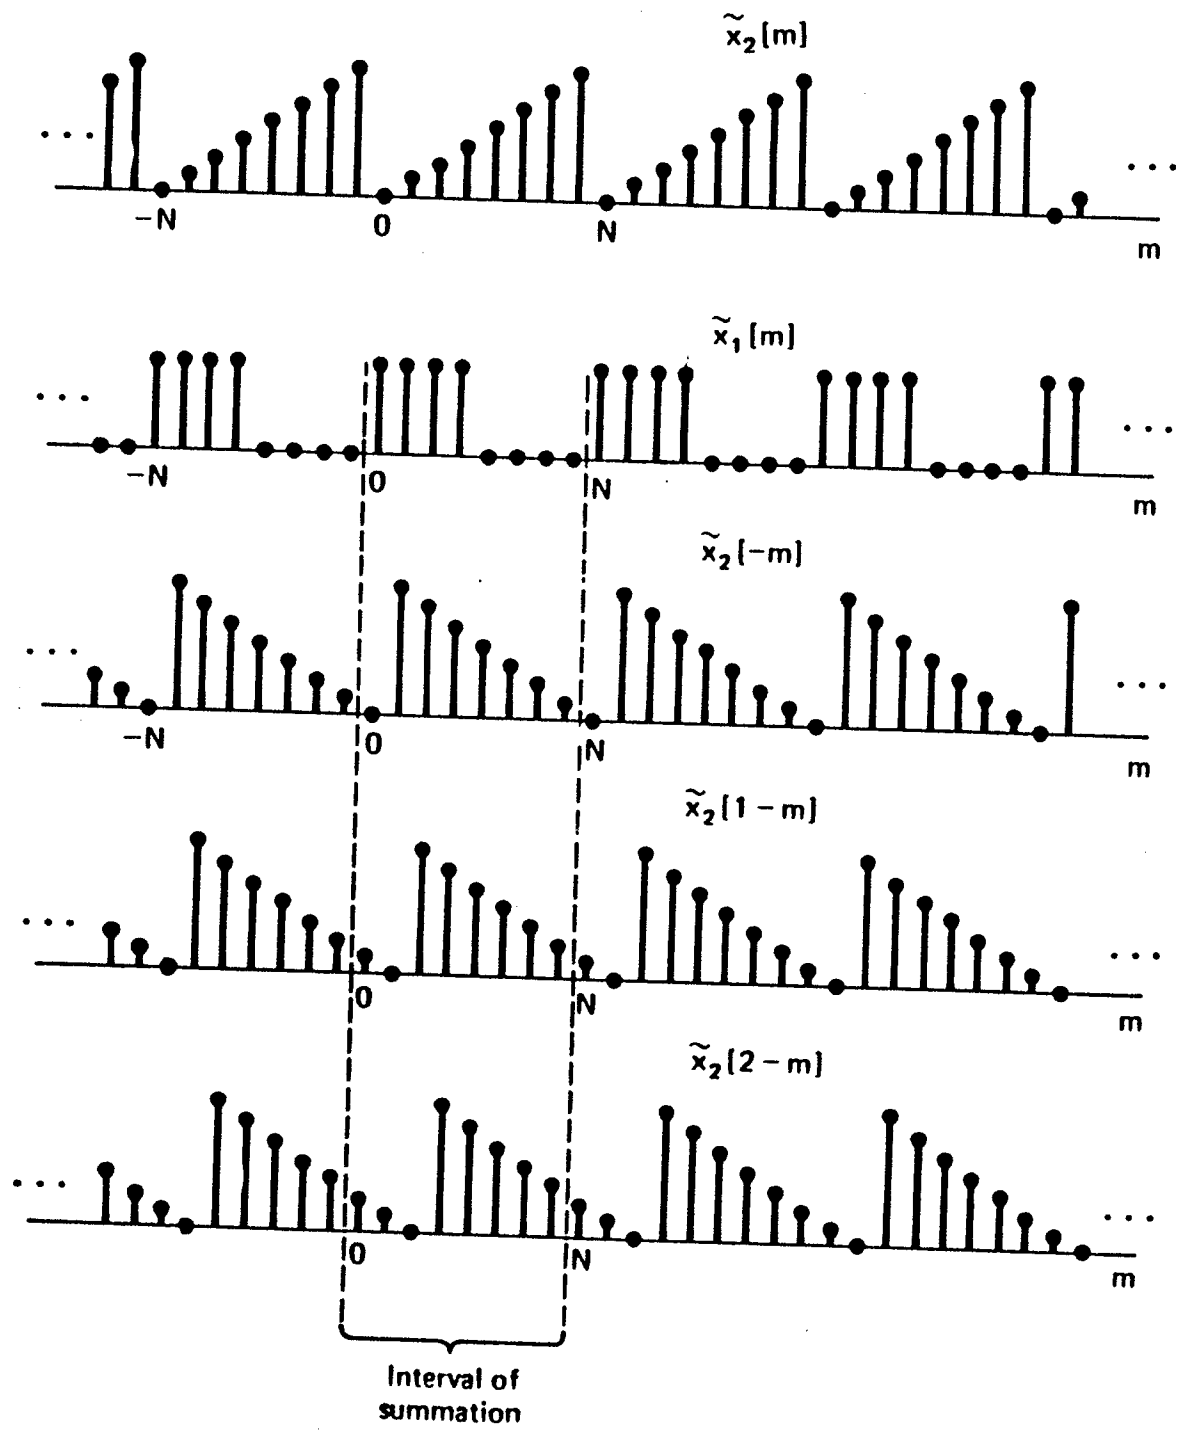 x̃₂[m]
...
...
−N 0 N m
x̃₁[m]
...
...
−N 0 N m
x̃₂[−m]
...
...
−N 0 N m
x̃₂[1 − m]
...
...
0 N m
x̃₂[2 − m]
...
...
0 N m
Interval of
summation